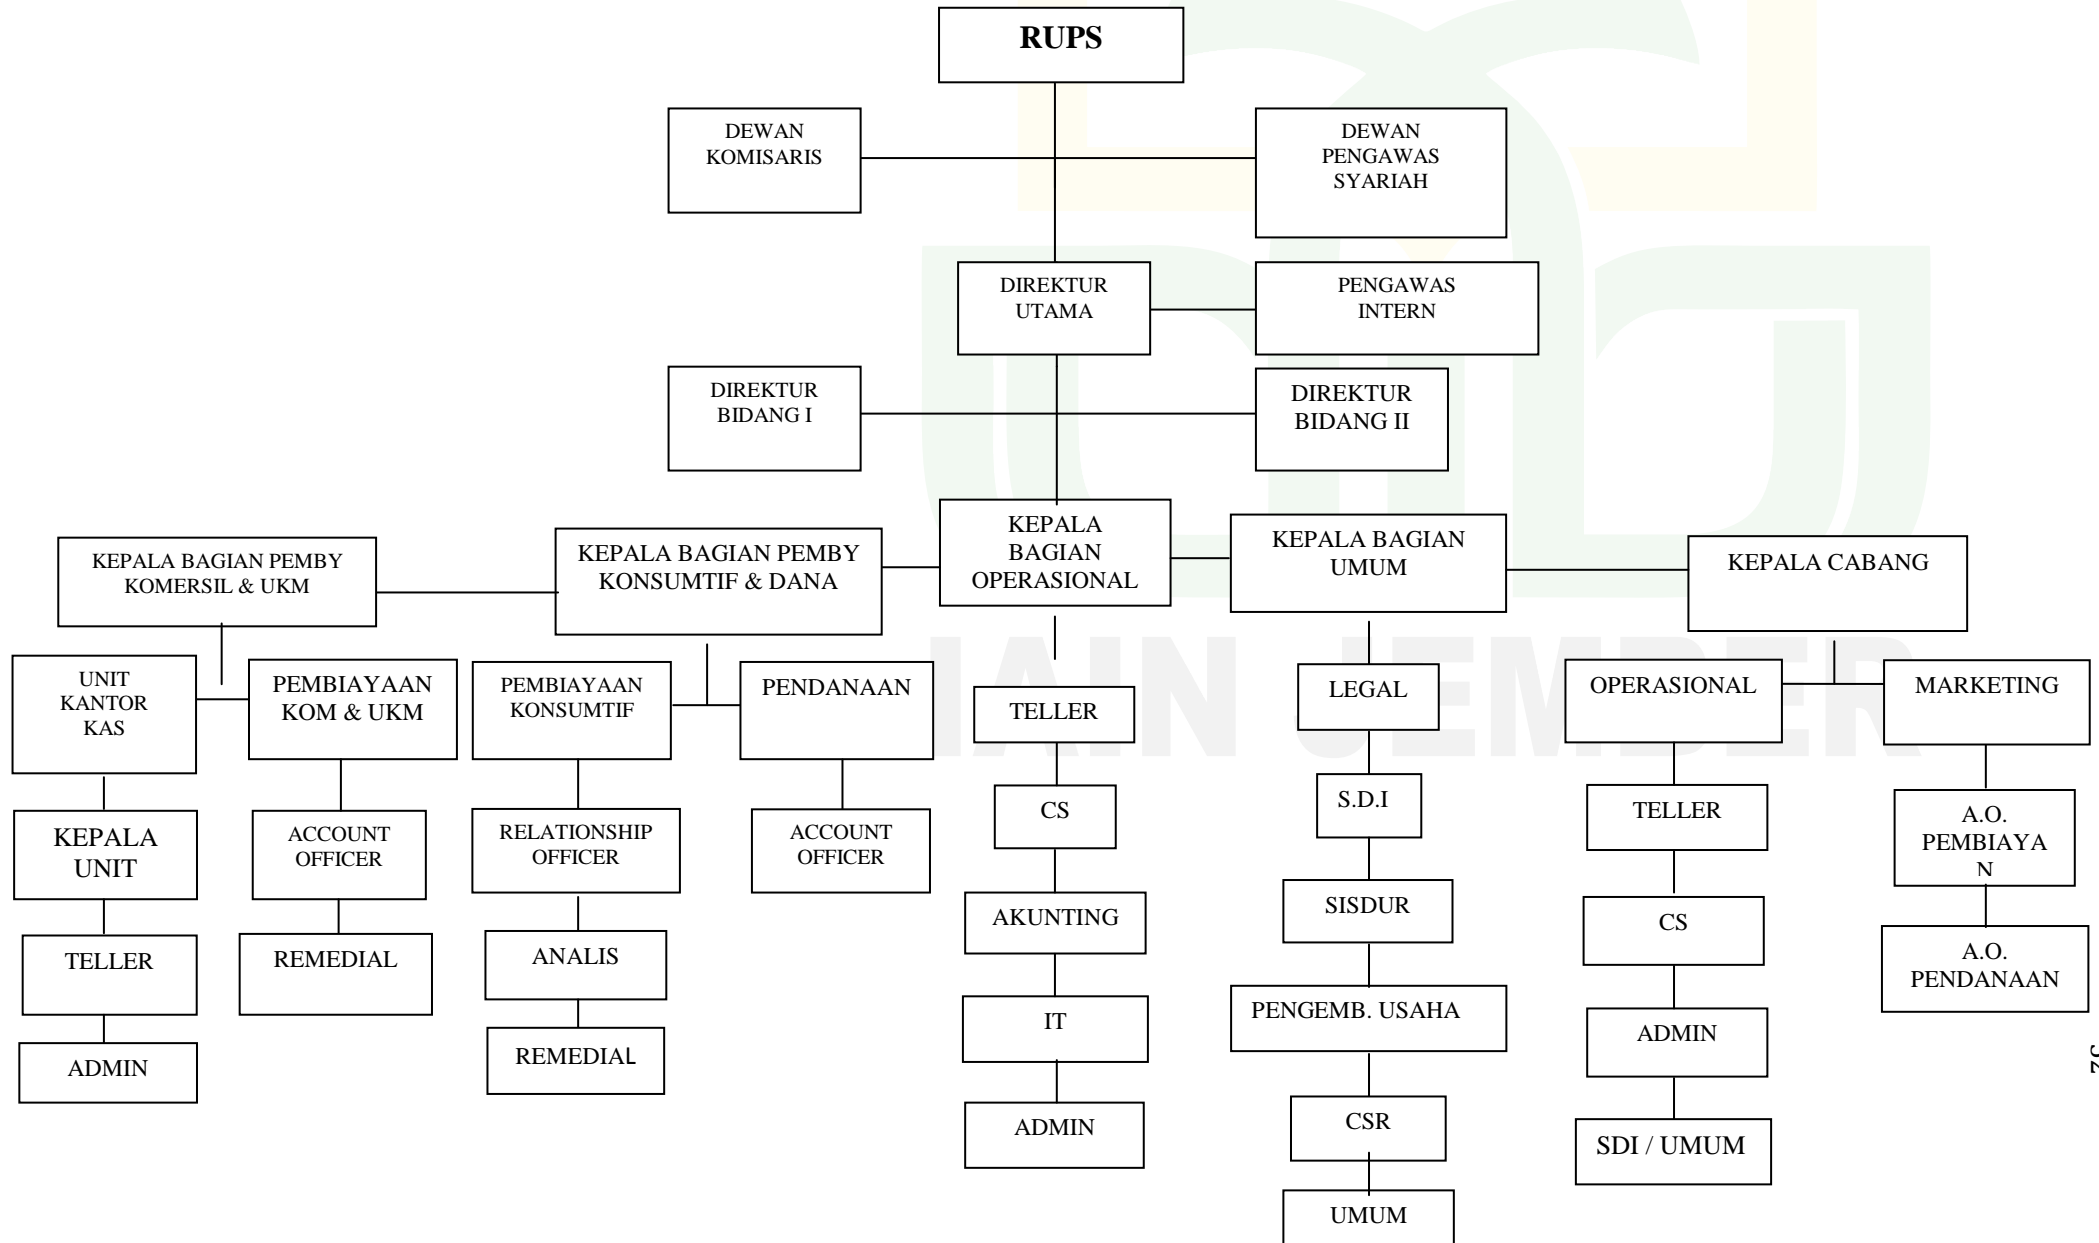 RUPS
DEWAN
KOMISARIS
DEWAN
PENGAWAS
SYARIAH
DIREKTUR
UTAMA
PENGAWAS
INTERN
DIREKTUR
BIDANG I
DIREKTUR
BIDANG II
KEPALA BAGIAN PEMBY
KOMERSIL & UKM
KEPALA BAGIAN PEMBY
KONSUMTIF & DANA
KEPALA
BAGIAN
OPERASIONAL
KEPALA BAGIAN
UMUM
KEPALA CABANG
UNIT
KANTOR
KAS
PEMBIAYAAN
KOM & UKM
PEMBIAYAAN
KONSUMTIF
PENDANAAN
TELLER
LEGAL
OPERASIONAL
MARKETING
IAIN JEMBER
KEPALA
UNIT
ACCOUNT
OFFICER
RELATIONSHIP
OFFICER
ACCOUNT
OFFICER
CS
S.D.I
TELLER
A.O.
PEMBIAYA
N
TELLER
REMEDIAL
ANALIS
AKUNTING
SISDUR
CS
A.O.
PENDANAAN
ADMIN
REMEDIAL
IT
PENGEMB. USAHA
ADMIN
ADMIN
CSR
SDI / UMUM
UMUM